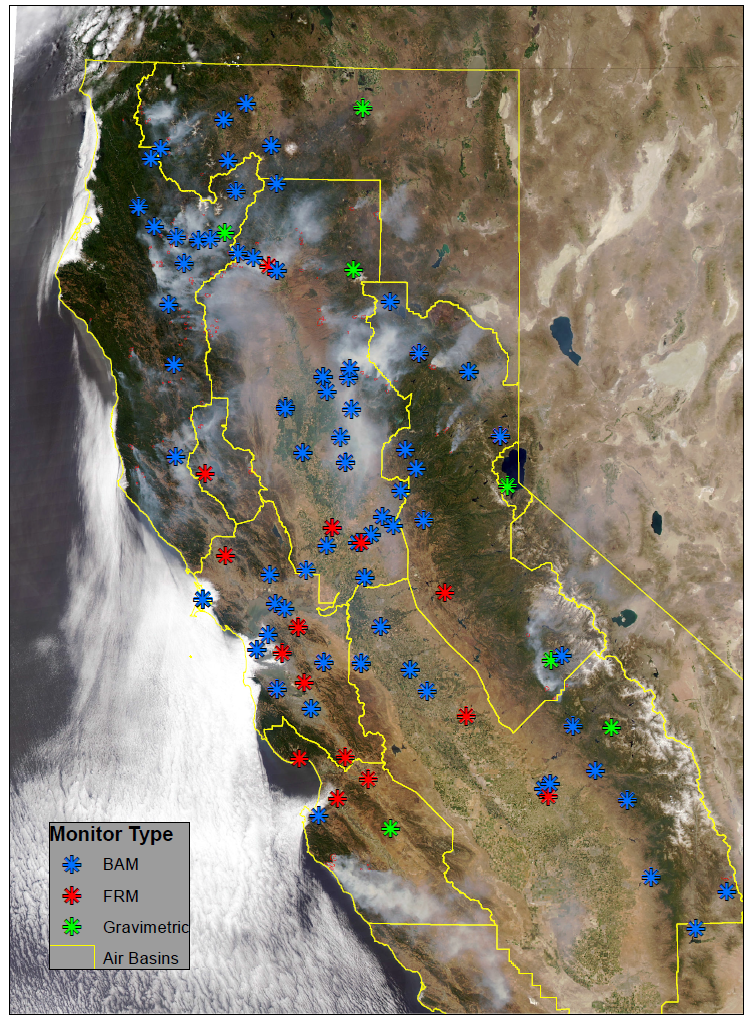 Monitor Type
BAM
FRM
Gravimetric
Air Basins